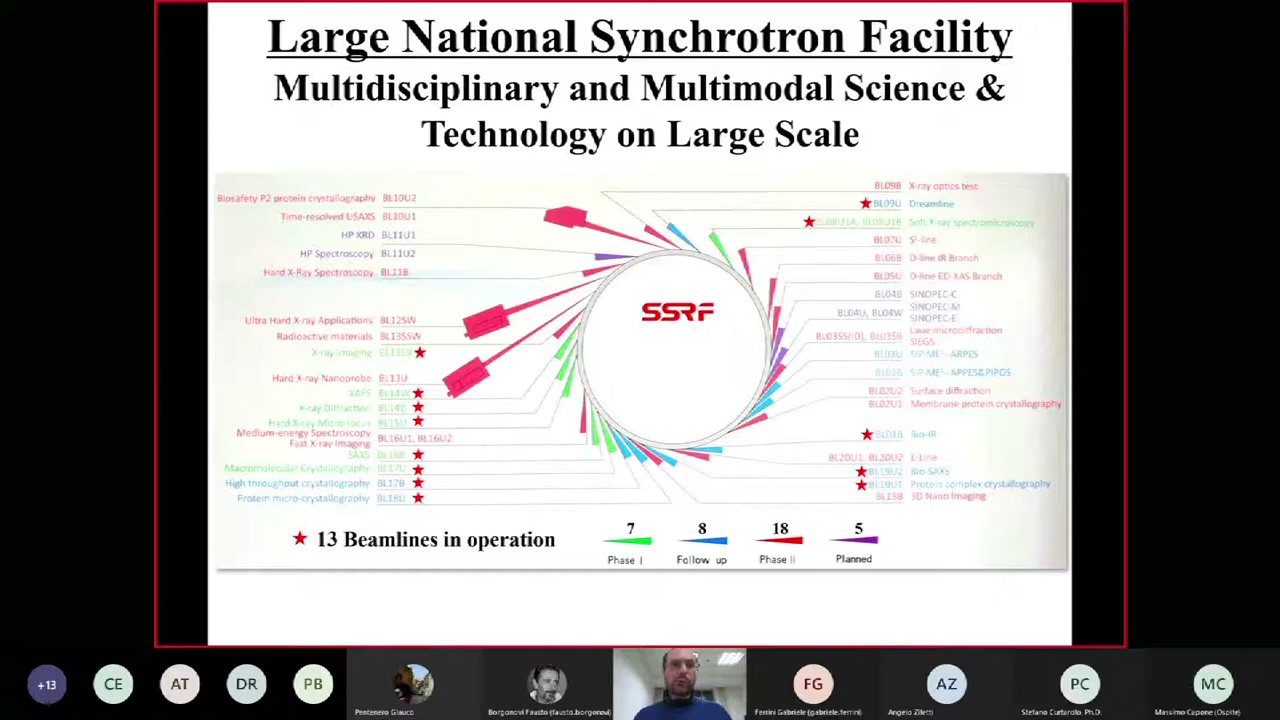 Large National Synchrotron Facility
Multidisciplinary and Multimodal Science &
Technology on Large Scale
Biosafety P2 protein crystallography BL10U2
Time-resolved USAXS BL10U1
HP XRD BL11U1
HP Spectroscopy BL11U2
Hard X-Ray Spectroscopy BL11B
Ultra Hard X-ray Applications BL12SW
Radioactive materials BL13SSW
X-ray Imaging
Hard X-ray Nanoprobe BL13U
XAFS BL14W
X-ray Diffraction BL14B
Hard X-ray Micro-focus BL15U
Medium-energy Spectroscopy BL16U1, BL16U2
Fast X-ray Imaging
SAXS BL16B
Macromolecular Crystallography BL17U
High throughput crystallography BL17B
Protein micro-crystallography BL18U
BL09B X-ray optics test
BL09U Dreamline
BL08U1A, BL08U1B Soft X-ray spectromicroscopy
BL07U S²-line
BL06B D-line IR Branch
BL05U D-line ED-XAS Branch
BL04B SINOPEC-C
BL04U, BL04W SINOPEC-M
SINOPEC-E
BL03SS(ID), BL03SB Laue microdiffraction
SIEGS
BL03U SiP·ME²-ARPES
BL02B SiP·ME²-APPES&PIPOS
BL02U2 Surface diffraction
BL02U1 Membrane protein crystallography
BL01B Bio-IR
BL20U1, BL20U2 E-Line
BL19U2 Bio-SAXS
BL19U1 Protein complex crystallography
BL18B 3D Nano Imaging
SSRF
13 Beamlines in operation
7 8 18 5
Phase I Follow up Phase II Planned
+13 CE AT DR PB FG AZ PC MC
Pentenero Glauco Borgonovi Fausto (fausto.borgonovi) Ferrini Gabriele (gabriele.ferrini) Angelo Ziletti Stefano Curtarolo, Ph.D. Massimo Capone (Ospite)